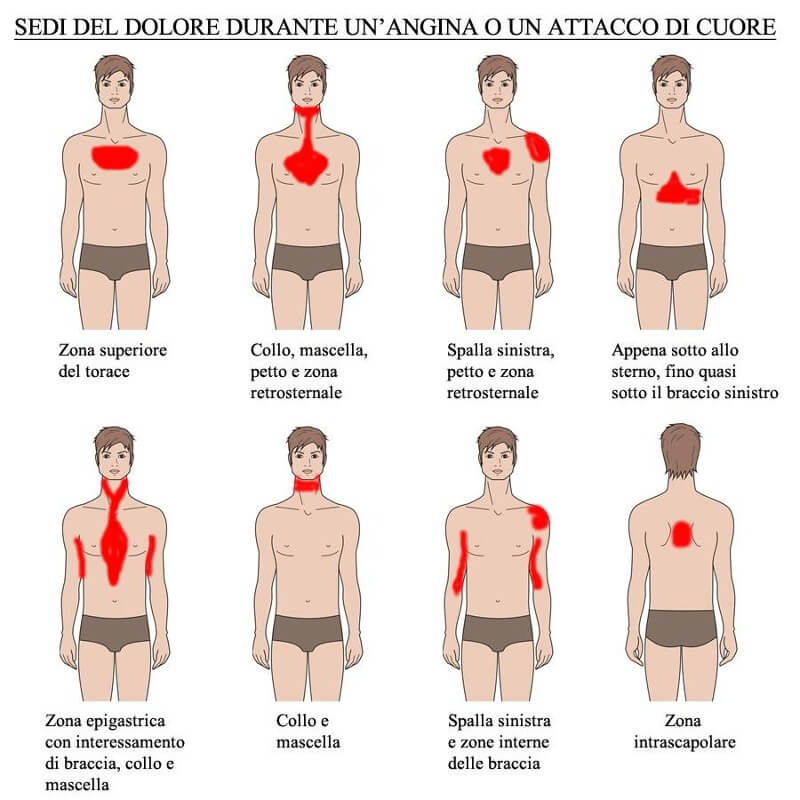 SEDI DEL DOLORE DURANTE UN’ANGINA O UN ATTACCO DI CUORE
Zona superiore
del torace
Collo, mascella,
petto e zona
retrosternale
Spalla sinistra,
petto e zona
retrosternale
Appena sotto allo
sterno, fino quasi
sotto il braccio sinistro
Zona epigastrica
con interessamento
di braccia, collo e
mascella
Collo e
mascella
Spalla sinistra
e zone interne
delle braccia
Zona
intrascapolare